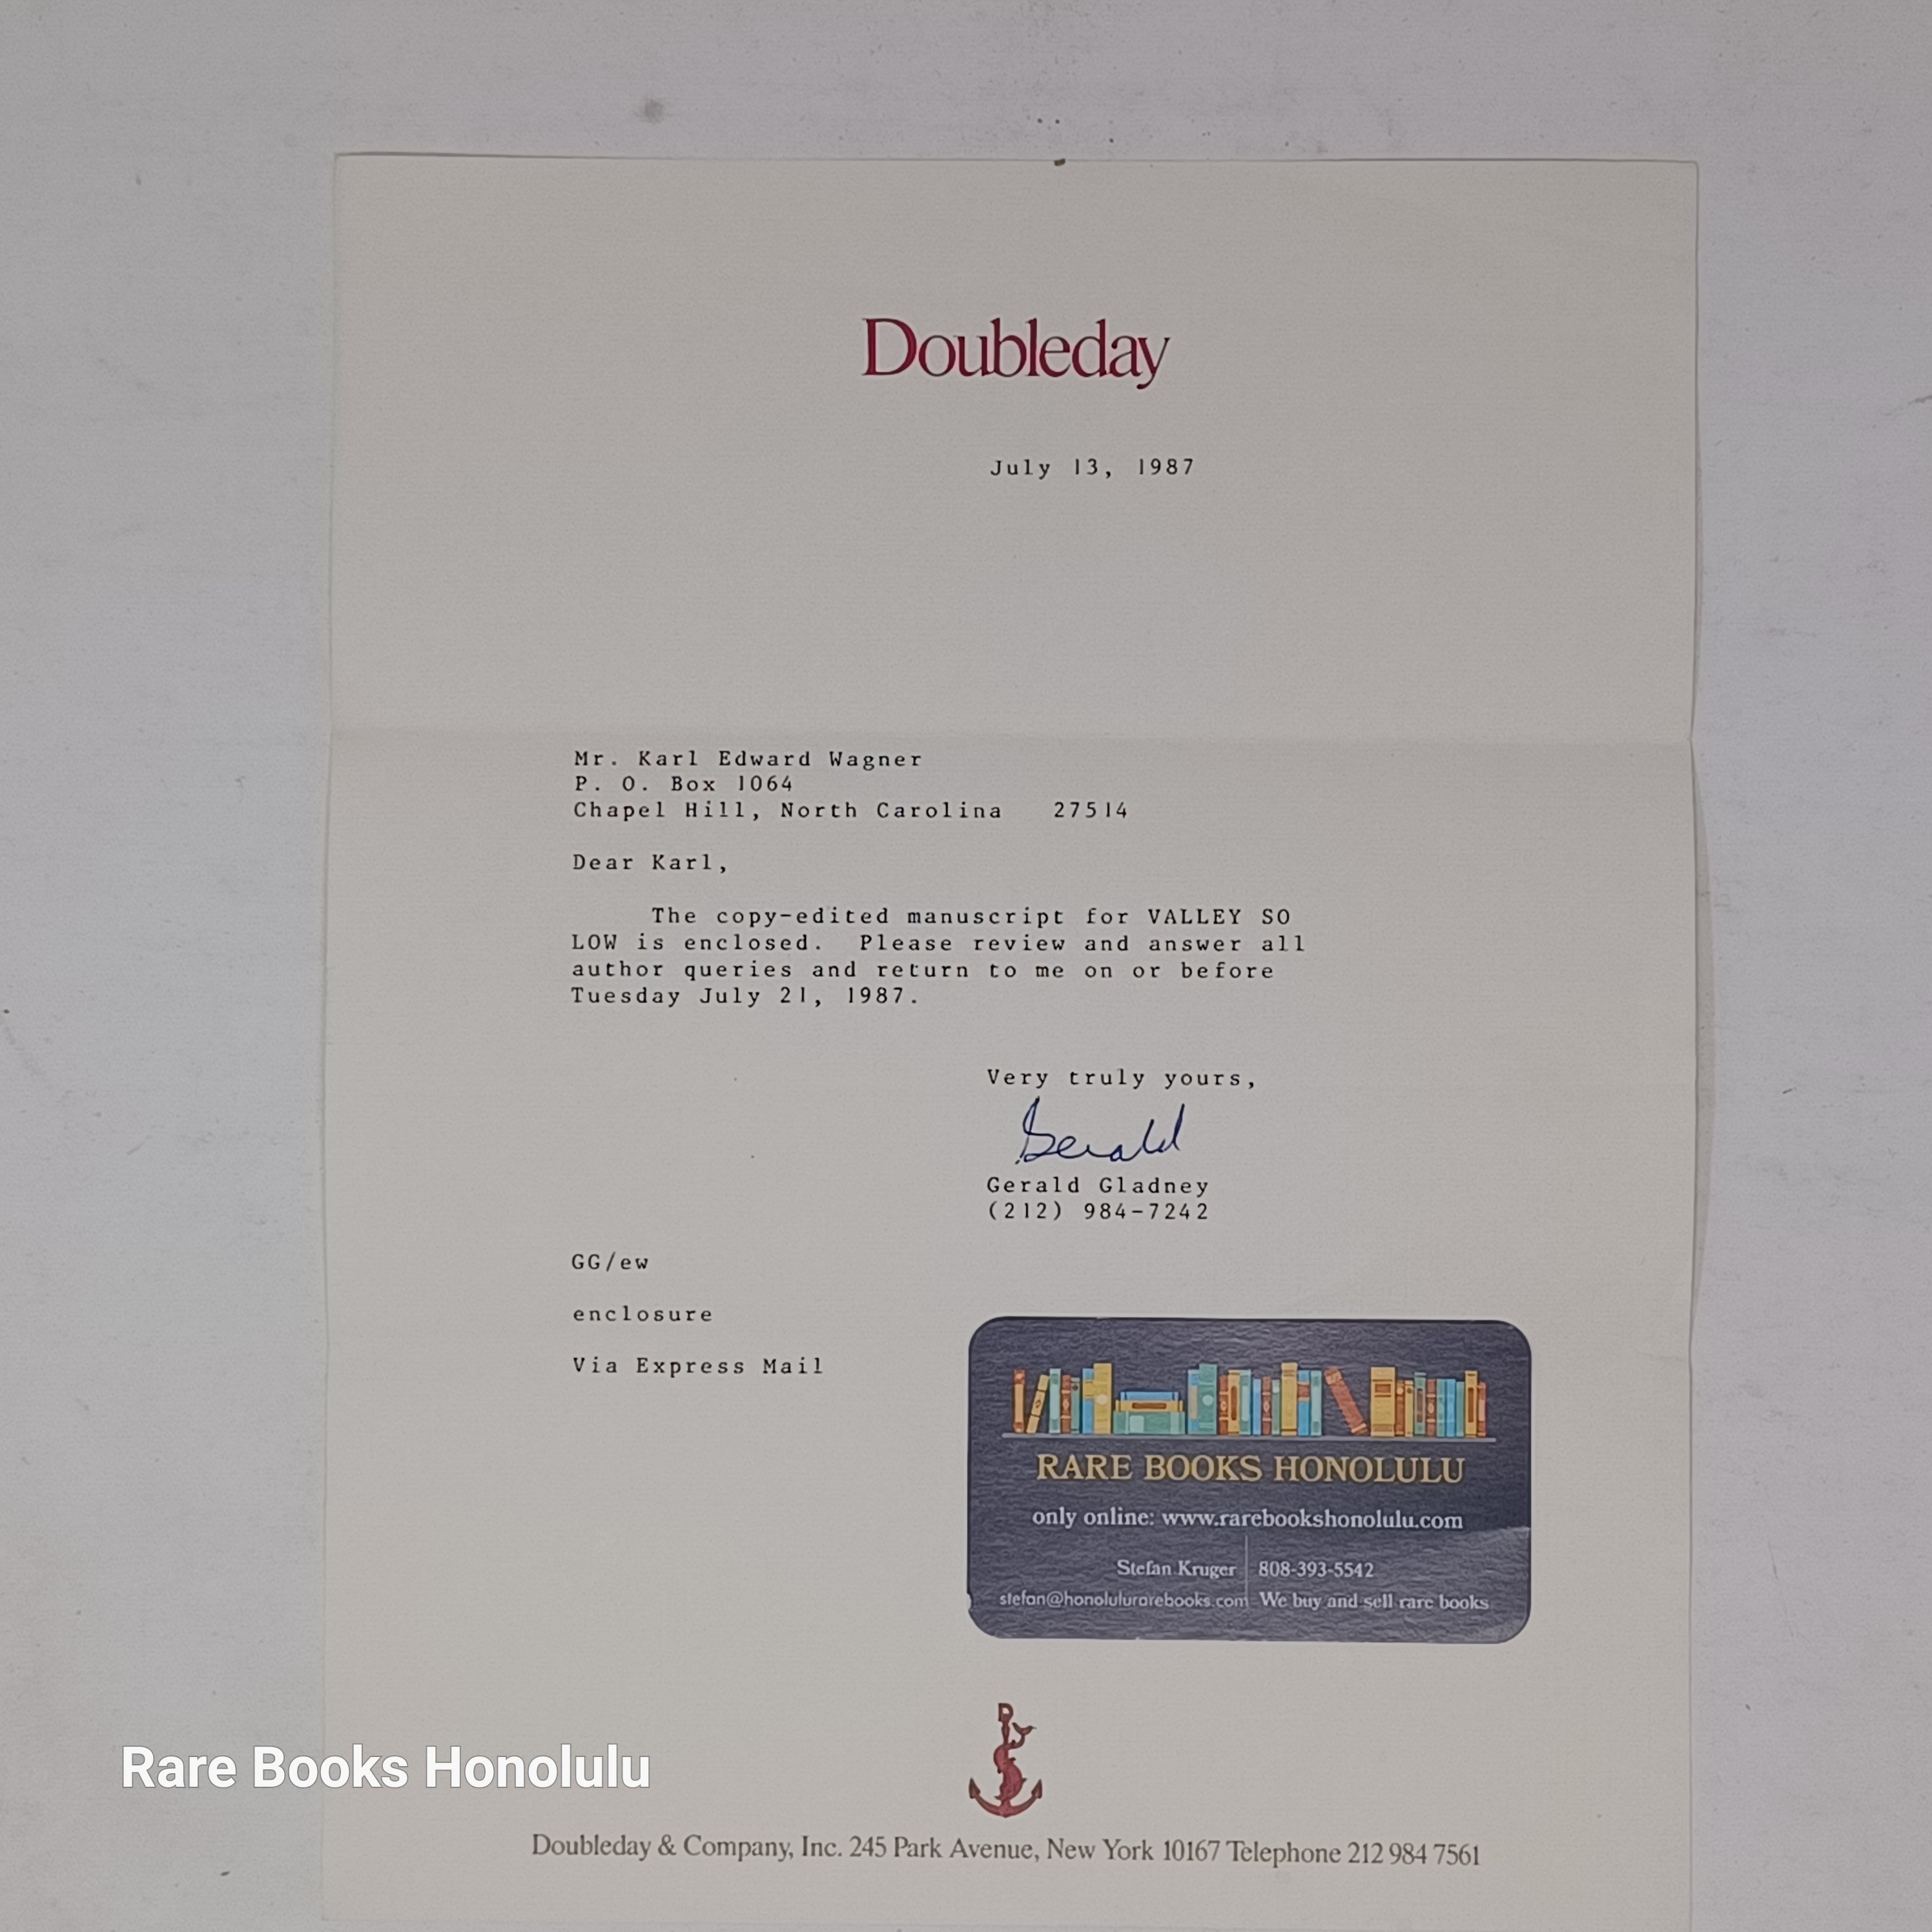 Doubleday
July 13, 1987
Mr. Karl Edward Wagner
P. O. Box 1064
Chapel Hill, North Carolina 27514
Dear Karl,
The copy-edited manuscript for VALLEY SO
LOW is enclosed. Please review and answer all
author queries and return to me on or before
Tuesday July 21, 1987.
Very truly yours,
Gerald
Gerald Gladney
(212) 984-7242
GG/ew
enclosure
Via Express Mail
RARE BOOKS HONOLULU
only online: www.rarebookshonolulu.com
Stefan Kruger 808-393-5542
stefan@honolulurarebooks.com We buy and sell rare books
D
Rare Books Honolulu
Doubleday & Company, Inc. 245 Park Avenue, New York 10167 Telephone 212 984 7561